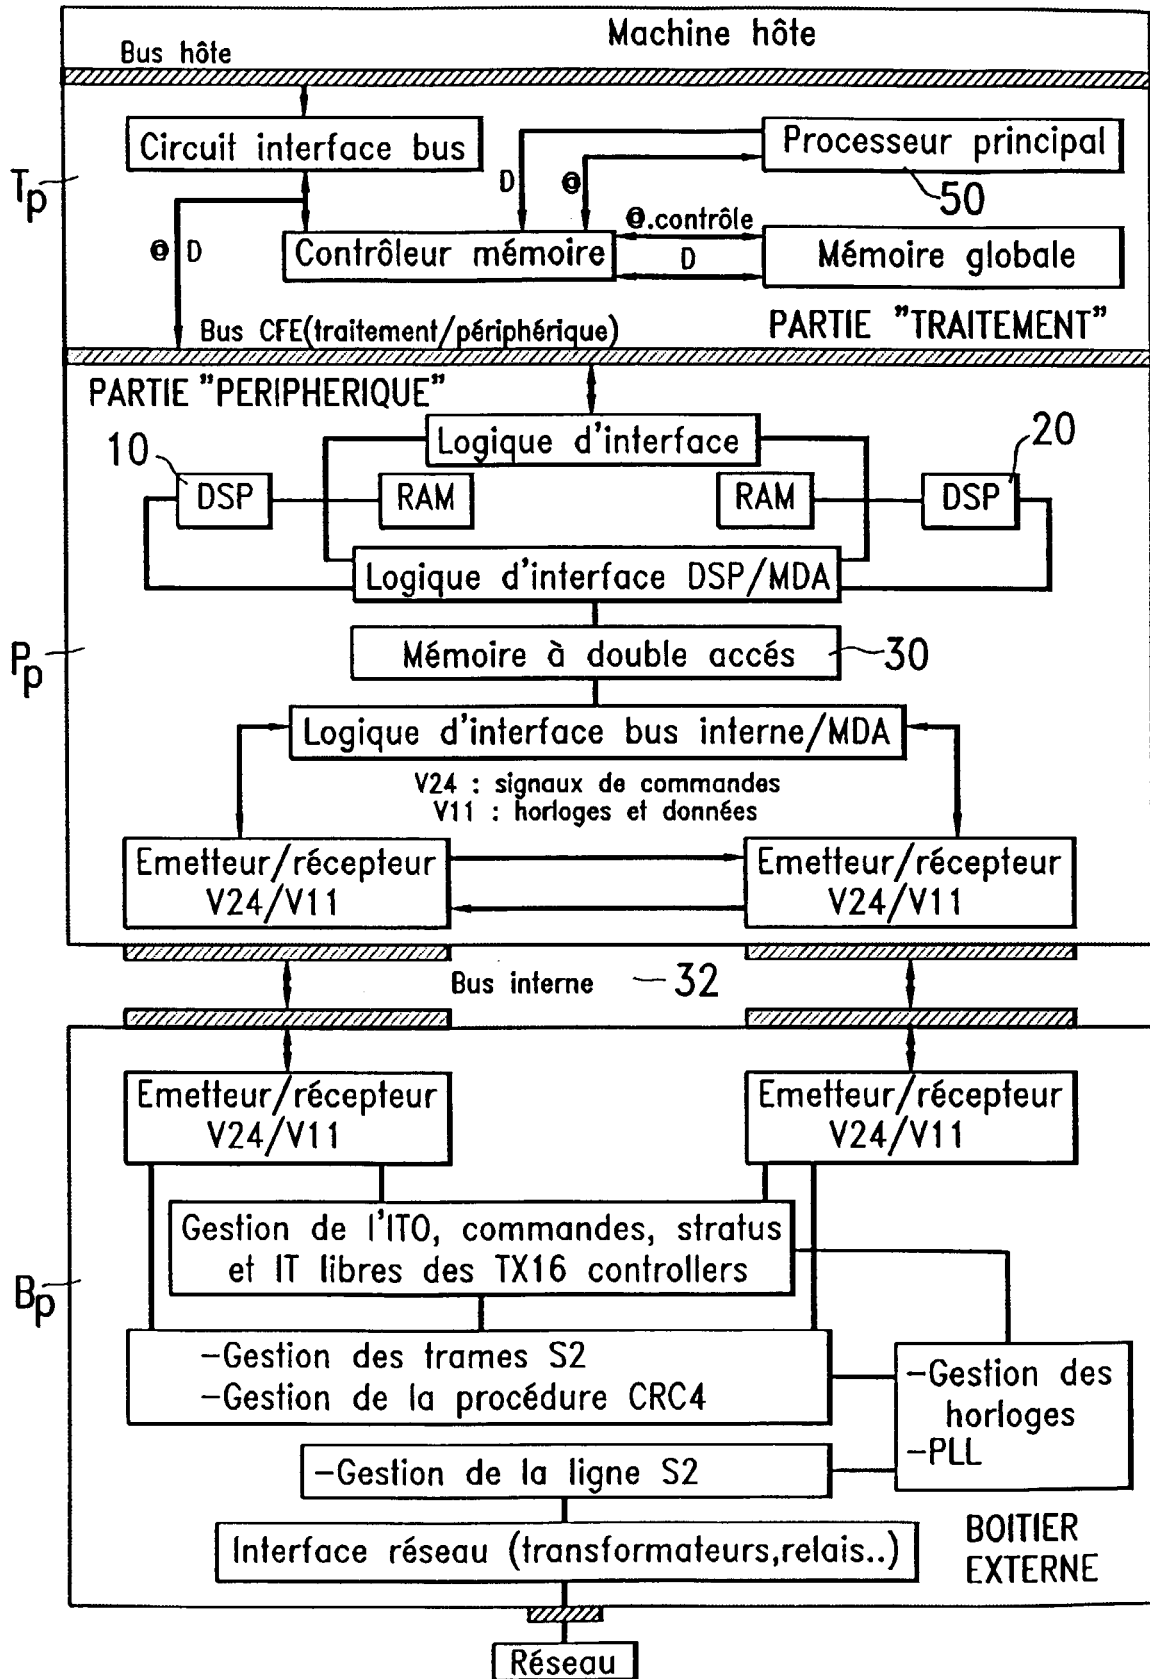 Machine hôte
Bus hôte
Circuit interface bus
Processeur principal
50
D
@
Tp
@.contrôle
Contrôleur mémoire
D
Mémoire globale
@ D
Bus CFE(traitement/périphérique)
PARTIE "TRAITEMENT"
PARTIE "PERIPHERIQUE"
Logique d'interface
10
20
DSP
RAM
RAM
DSP
Logique d'interface DSP/MDA
Pp
Mémoire à double accés
30
Logique d'interface bus interne/MDA
V24 : signaux de commandes
V11 : horloges et données
Emetteur/récepteur
V24/V11
Emetteur/récepteur
V24/V11
Bus interne
32
Emetteur/récepteur
V24/V11
Emetteur/récepteur
V24/V11
Gestion de l'ITO, commandes, stratus
et IT libres des TX16 controllers
Bp
-Gestion des trames S2
-Gestion de la procédure CRC4
-Gestion des
horloges
-PLL
-Gestion de la ligne S2
Interface réseau (transformateurs,relais..)
BOITIER
EXTERNE
Réseau